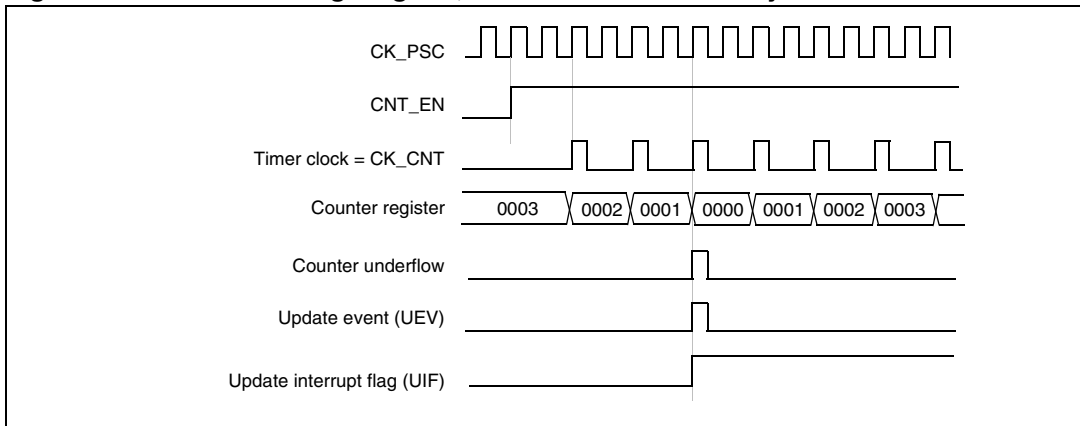 CK_PSC
CNT_EN
Timer clock = CK_CNT
Counter register 0003 0002 0001 0000 0001 0002 0003
Counter underflow
Update event (UEV)
Update interrupt flag (UIF)